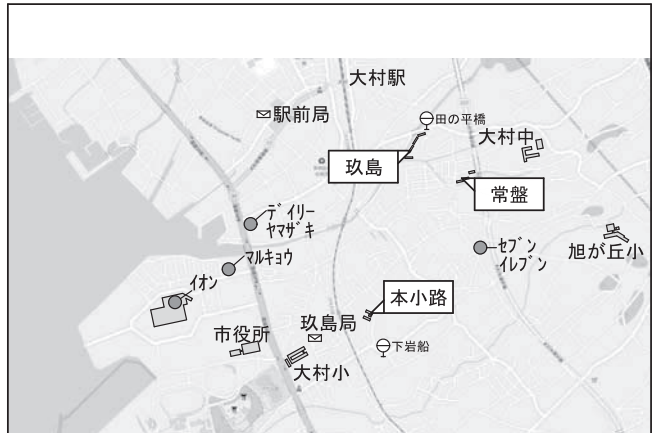 大村駅
駅前局
田の平橋
大村中
玖島
常盤
デイリー
ヤマザキ
セブン
イレブン
旭が丘小
マルキョウ
イオン
本小路
玖島局
市役所
下岩船
大村小